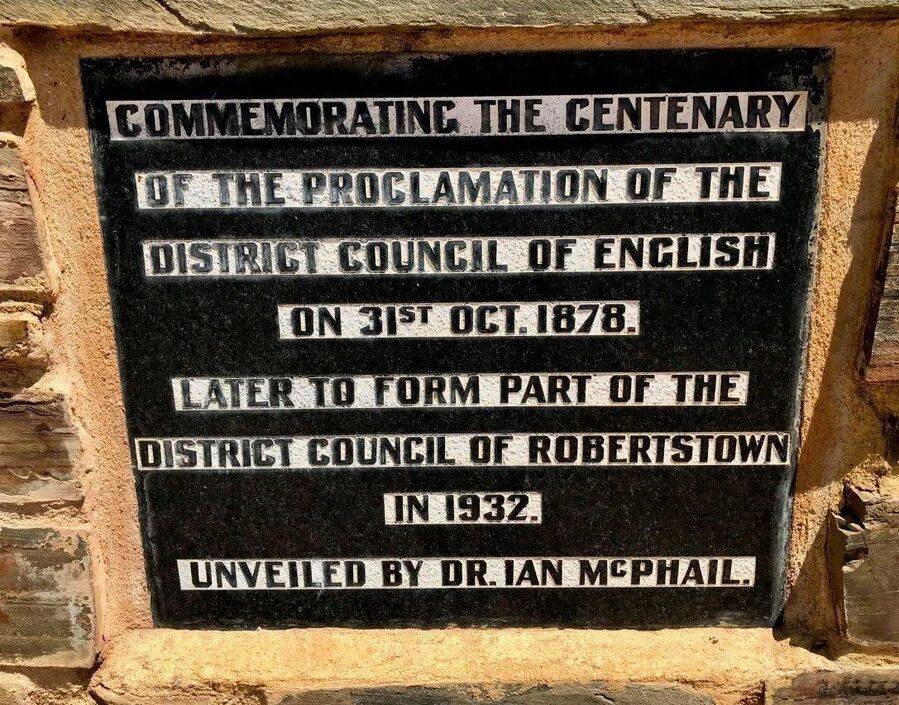 COMMEMORATING THE CENTENARY
OF THE PROCLAMATION OF THE
DISTRICT COUNCIL OF ENGLISH
ON 31ST OCT. 1878.
LATER TO FORM PART OF THE
DISTRICT COUNCIL OF ROBERTSTOWN
IN 1932.
UNVEILED BY DR. IAN McPHAIL.